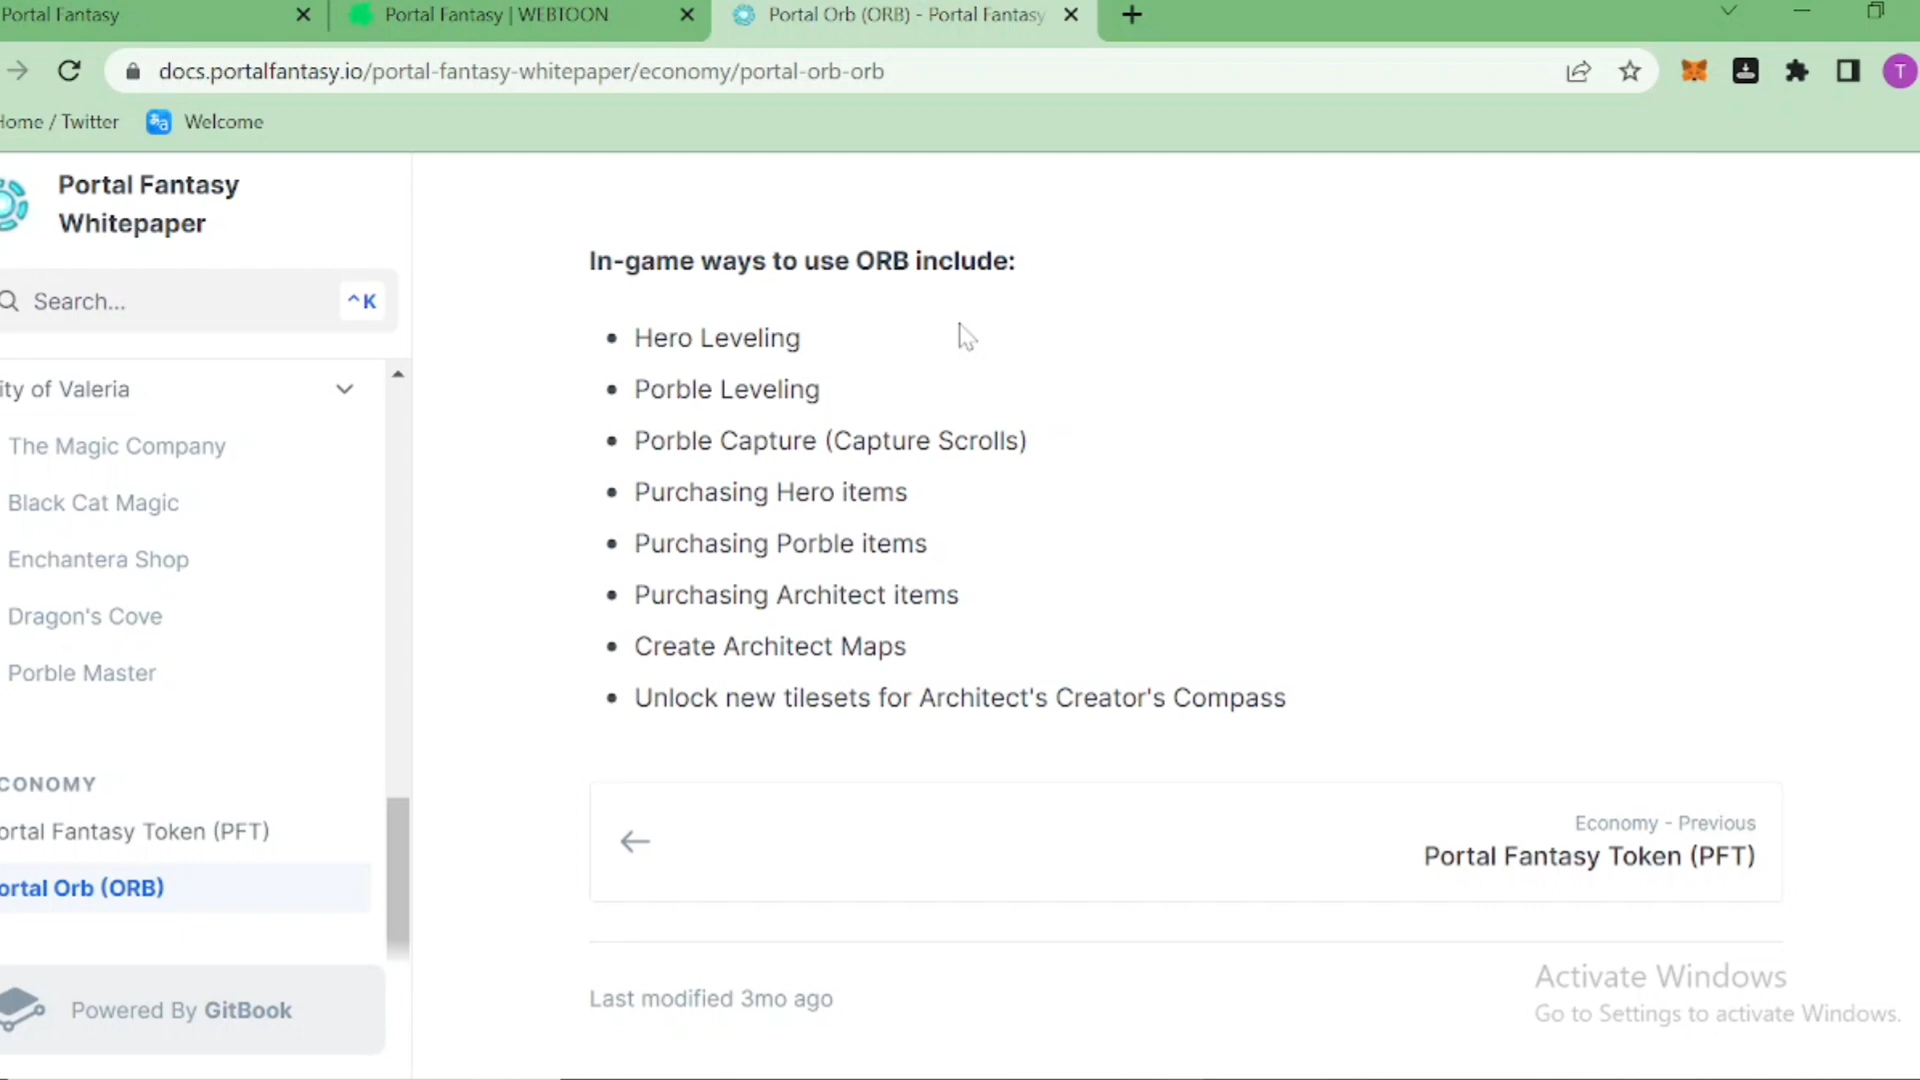 Portal Fantasy
Portal Fantasy | WEBTOON
Portal Orb (ORB) - Portal Fantasy
docs.portalfantasy.io/portal-fantasy-whitepaper/economy/portal-orb-orb
T
Home / Twitter
Welcome
Portal Fantasy
Whitepaper
Search...
^K
ity of Valeria
The Magic Company
Black Cat Magic
Enchantera Shop
Dragon's Cove
Porble Master
CONOMY
ortal Fantasy Token (PFT)
ortal Orb (ORB)
Powered By GitBook
In-game ways to use ORB include:
• Hero Leveling
• Porble Leveling
• Porble Capture (Capture Scrolls)
• Purchasing Hero items
• Purchasing Porble items
• Purchasing Architect items
• Create Architect Maps
• Unlock new tilesets for Architect's Creator's Compass
Economy - Previous
Portal Fantasy Token (PFT)
Last modified 3mo ago
Activate Windows
Go to Settings to activate Windows.